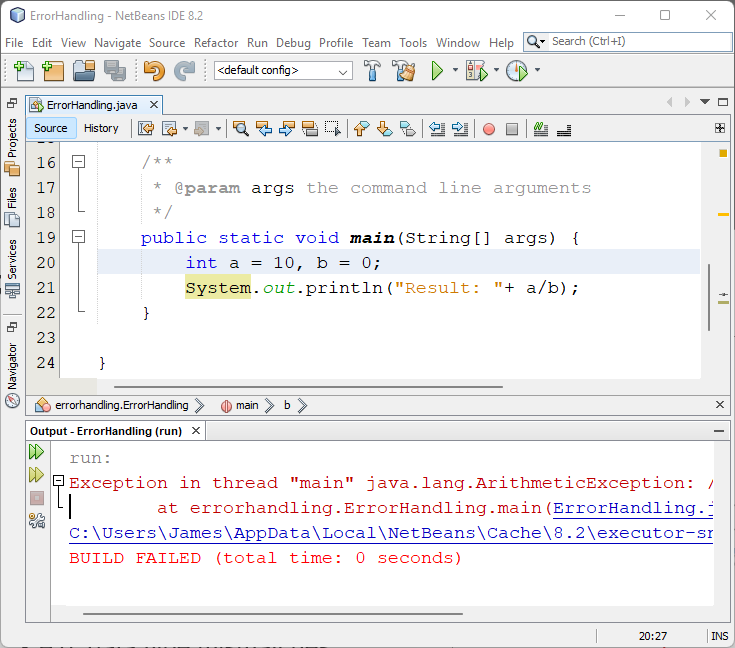 ErrorHandling - NetBeans IDE 8.2
File Edit View Navigate Source Refactor Run Debug Profile Team Tools Window Help Search (Ctrl+I)
<default config>
ErrorHandling.java
Source History
Projects
Files
Services
Navigator
16 /**
17 * @param args the command line arguments
18 */
19 public static void main(String[] args) {
20 int a = 10, b = 0;
21 System.out.println("Result: "+ a/b);
22 }
23
24 }
errorhandling.ErrorHandling main b
Output - ErrorHandling (run)
run:
Exception in thread "main" java.lang.ArithmeticException: /
at errorhandling.ErrorHandling.main(ErrorHandling.j
C:\Users\James\AppData\Local\NetBeans\Cache\8.2\executor-sn
BUILD FAILED (total time: 0 seconds)
20:27 INS